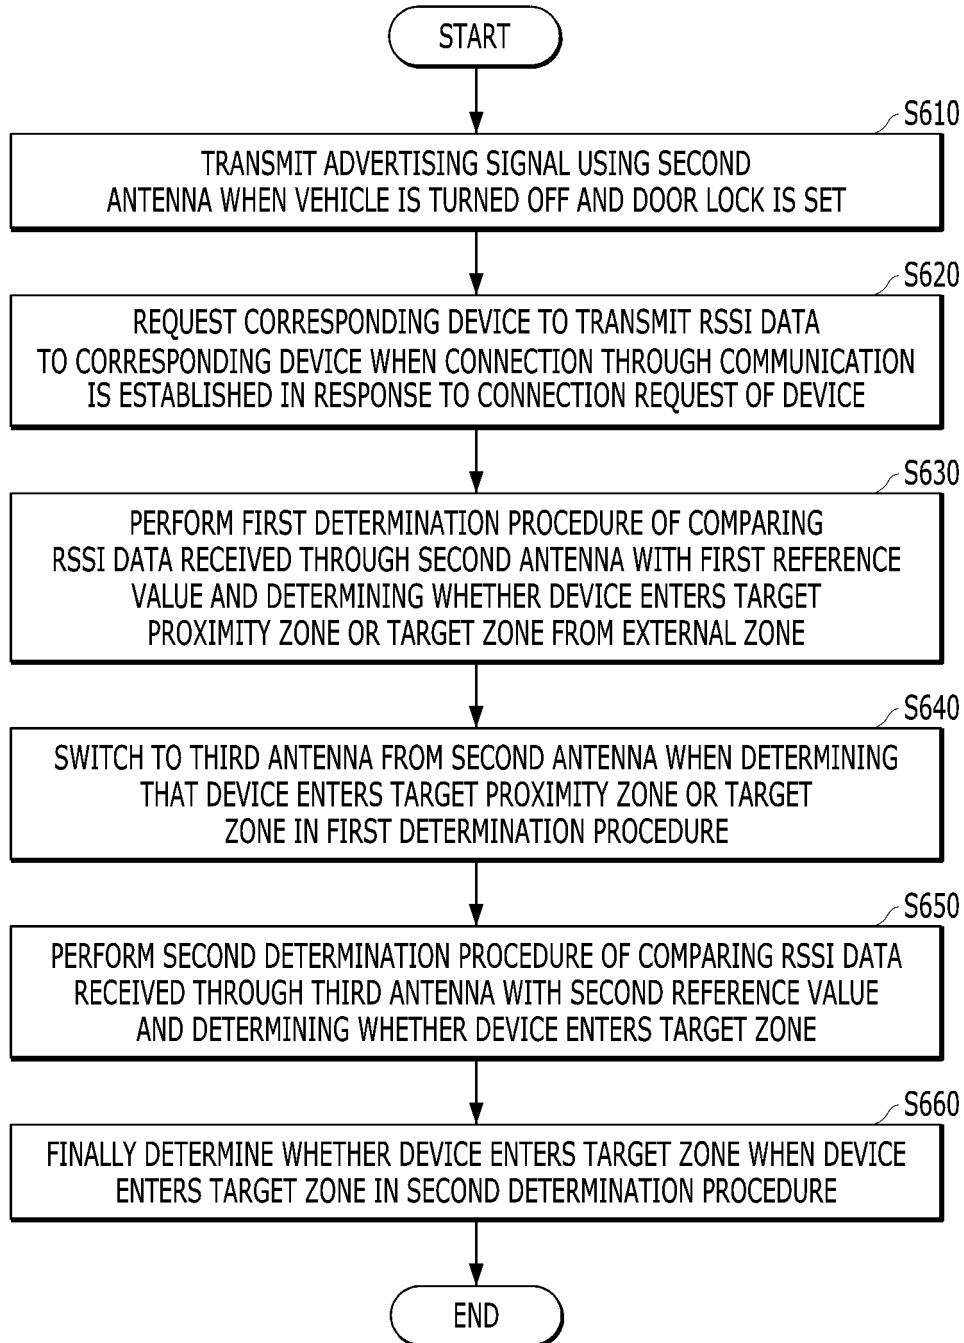 START
S610
TRANSMIT ADVERTISING SIGNAL USING SECOND
ANTENNA WHEN VEHICLE IS TURNED OFF AND DOOR LOCK IS SET
S620
REQUEST CORRESPONDING DEVICE TO TRANSMIT RSSI DATA
TO CORRESPONDING DEVICE WHEN CONNECTION THROUGH COMMUNICATION
IS ESTABLISHED IN RESPONSE TO CONNECTION REQUEST OF DEVICE
S630
PERFORM FIRST DETERMINATION PROCEDURE OF COMPARING
RSSI DATA RECEIVED THROUGH SECOND ANTENNA WITH FIRST REFERENCE
VALUE AND DETERMINING WHETHER DEVICE ENTERS TARGET
PROXIMITY ZONE OR TARGET ZONE FROM EXTERNAL ZONE
S640
SWITCH TO THIRD ANTENNA FROM SECOND ANTENNA WHEN DETERMINING
THAT DEVICE ENTERS TARGET PROXIMITY ZONE OR TARGET
ZONE IN FIRST DETERMINATION PROCEDURE
S650
PERFORM SECOND DETERMINATION PROCEDURE OF COMPARING RSSI DATA
RECEIVED THROUGH THIRD ANTENNA WITH SECOND REFERENCE VALUE
AND DETERMINING WHETHER DEVICE ENTERS TARGET ZONE
S660
FINALLY DETERMINE WHETHER DEVICE ENTERS TARGET ZONE WHEN DEVICE
ENTERS TARGET ZONE IN SECOND DETERMINATION PROCEDURE
END